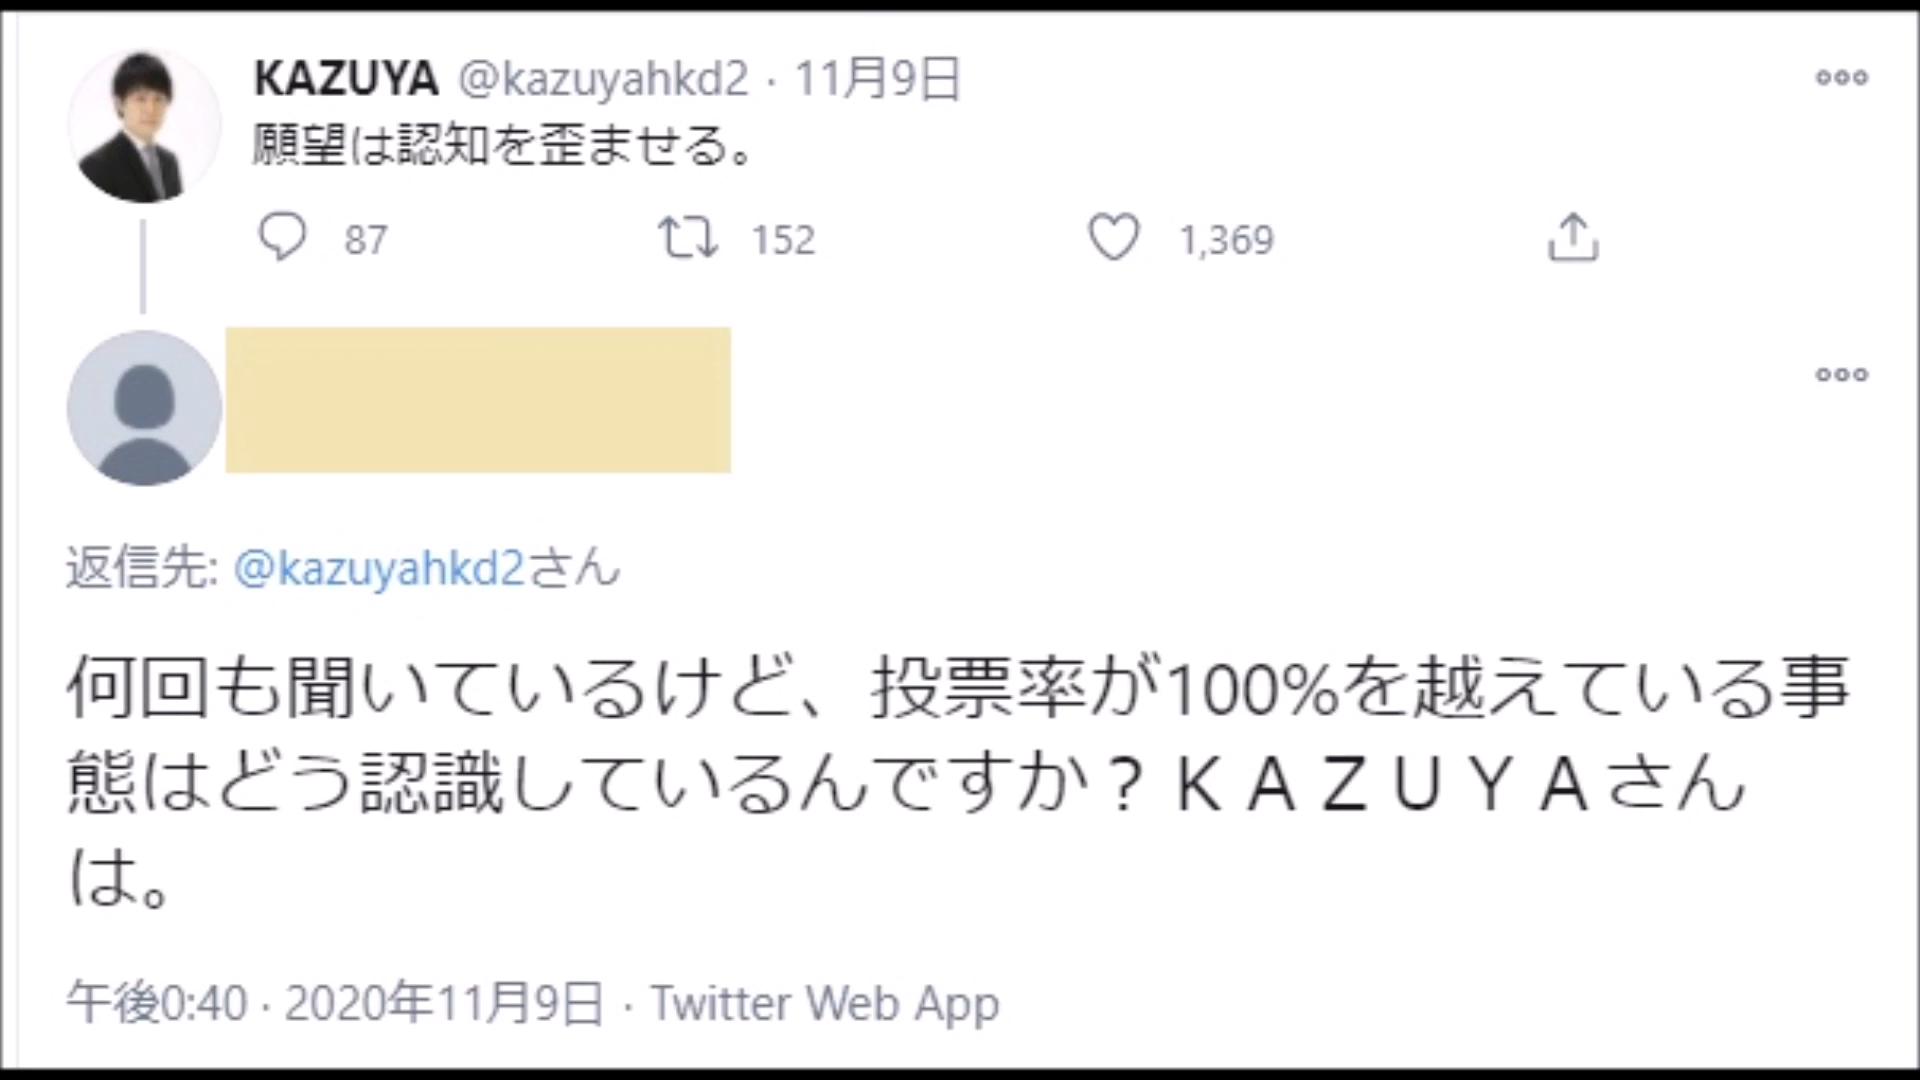 KAZUYA @kazuyahkd2 · 11月9日
願望は認知を歪ませる。
87 152 1,369
返信先: @kazuyahkd2さん
何回も聞いているけど、投票率が100%を越えている事
態はどう認識しているんですか？ＫＡＺＵＹＡさん
は。
午後0:40 · 2020年11月9日 · Twitter Web App